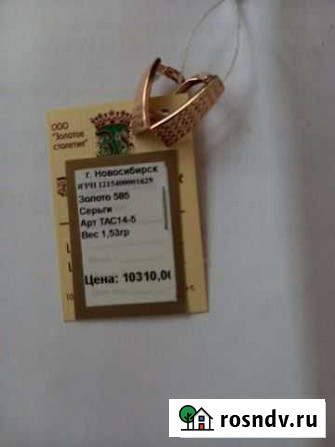 ООО
"Золотое
столетие"
г. Новосибирск
Золото 585
Серьги
Арт ТАС14-5
Вес 1,53гр
Цена: 10310,0
rosndv.ru